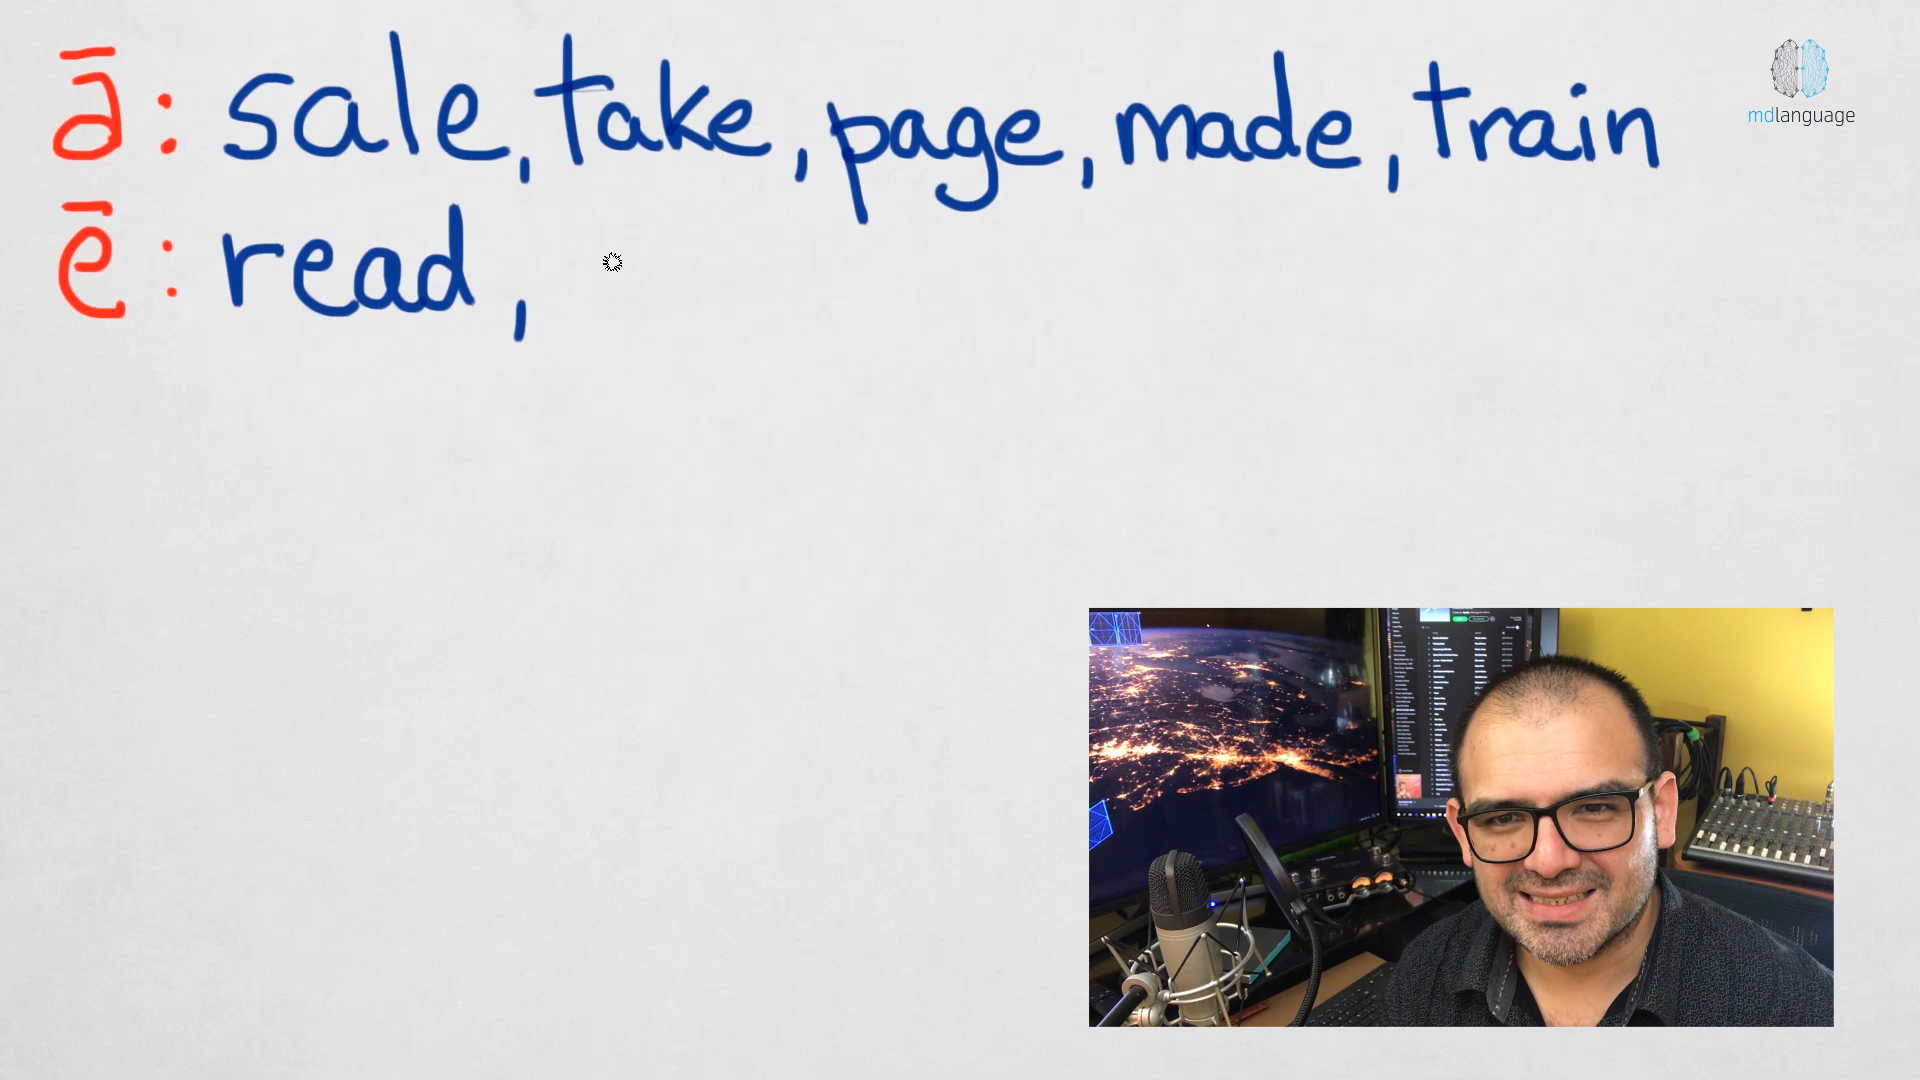 ā: sale, take, page, made, train
mdlanguage
ē: read,